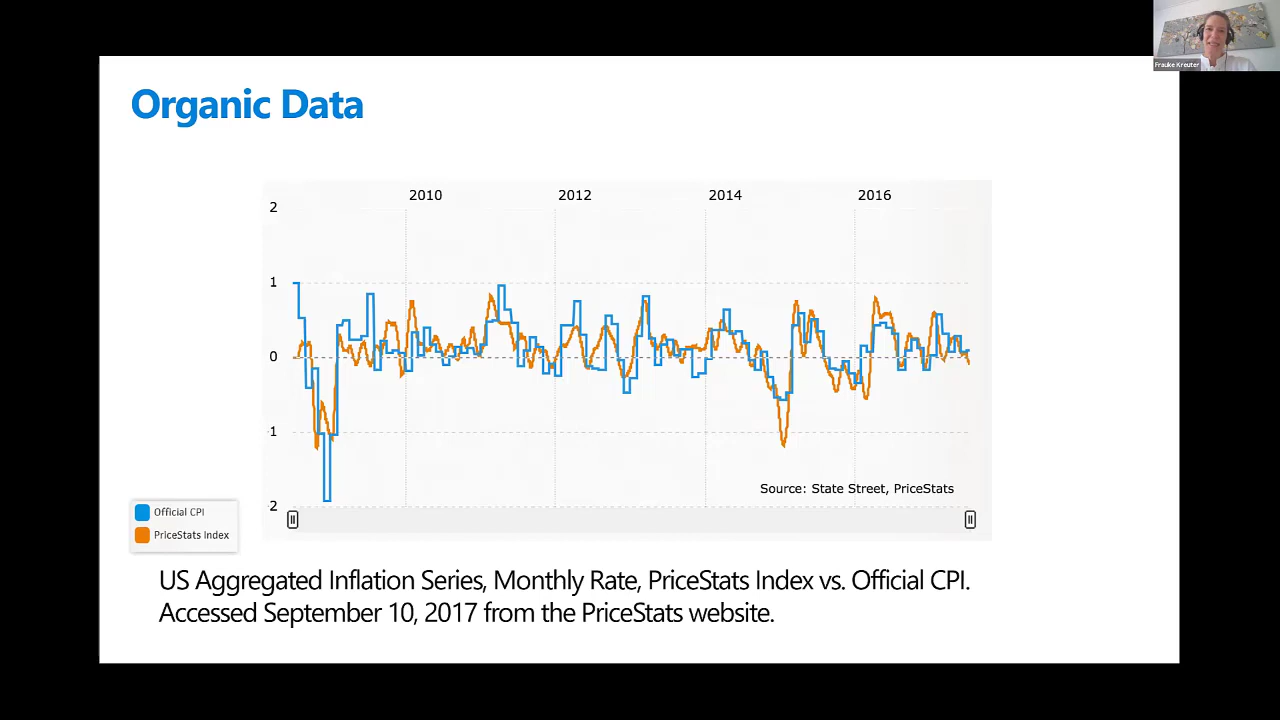 Frauke Kreuter
Organic Data
2010 2012 2014 2016
2
1
0
1
2
Source: State Street, PriceStats
Official CPI
PriceStats Index
US Aggregated Inflation Series, Monthly Rate, PriceStats Index vs. Official CPI.
Accessed September 10, 2017 from the PriceStats website.